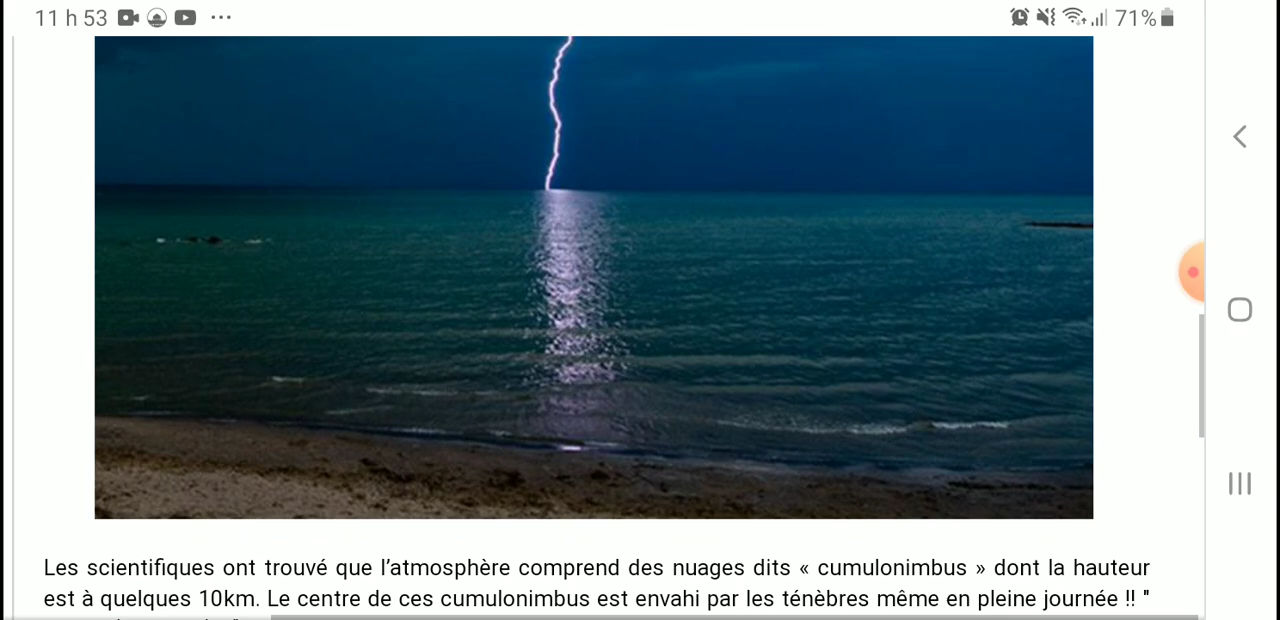 11 h 53
71%
Les scientifiques ont trouvé que l'atmosphère comprend des nuages dits « cumulonimbus » dont la hauteur
est à quelques 10km. Le centre de ces cumulonimbus est envahi par les ténèbres même en pleine journée !! "